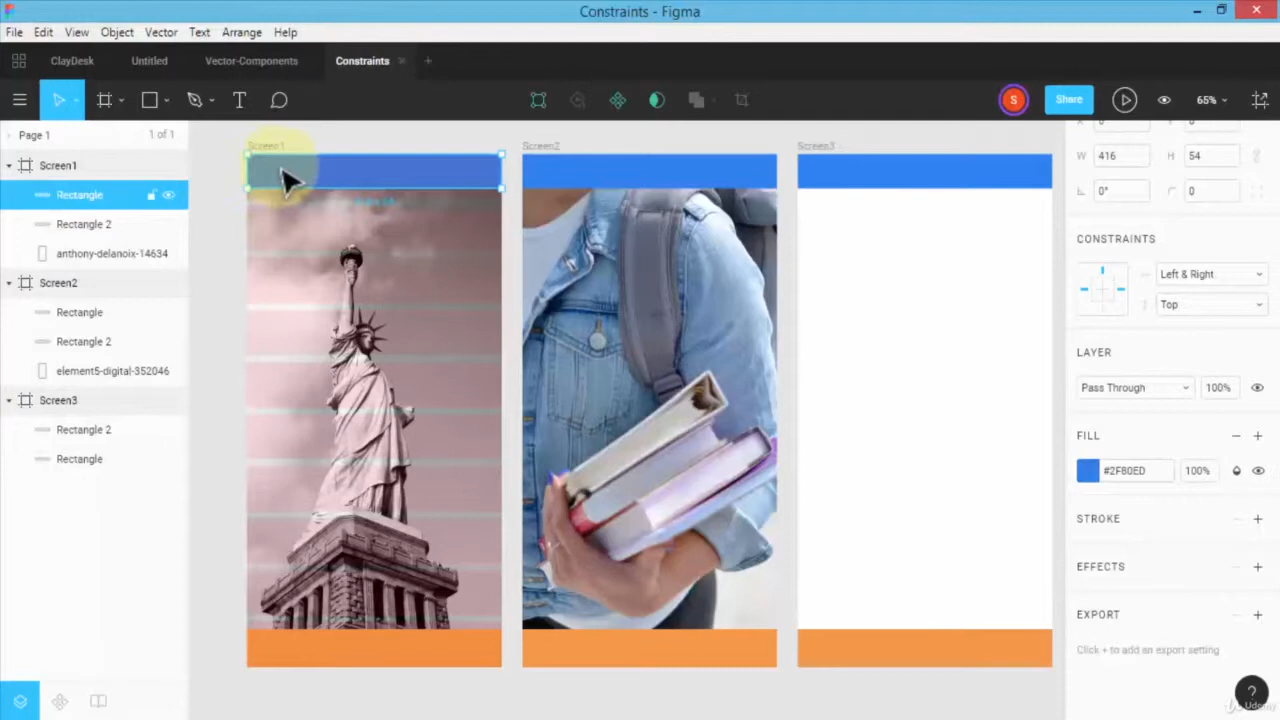 Constraints - Figma
File Edit View Object Vector Text Arrange Help
ClayDesk Untitled Vector-Components Constraints × +
T S Share 65%
Page 1 1 of 1
Screen1
Rectangle
Rectangle 2
anthony-delanoix-14634
Screen2
Rectangle
Rectangle 2
element5-digital-352046
Screen3
Rectangle 2
Rectangle
Screen1 Screen2 Screen3
W 416 H 54
0° 0
CONSTRAINTS
Left & Right
Top
LAYER
Pass Through 100%
FILL
#2F80ED 100%
STROKE
EFFECTS
EXPORT
Click + to add an export setting
?
Udemy